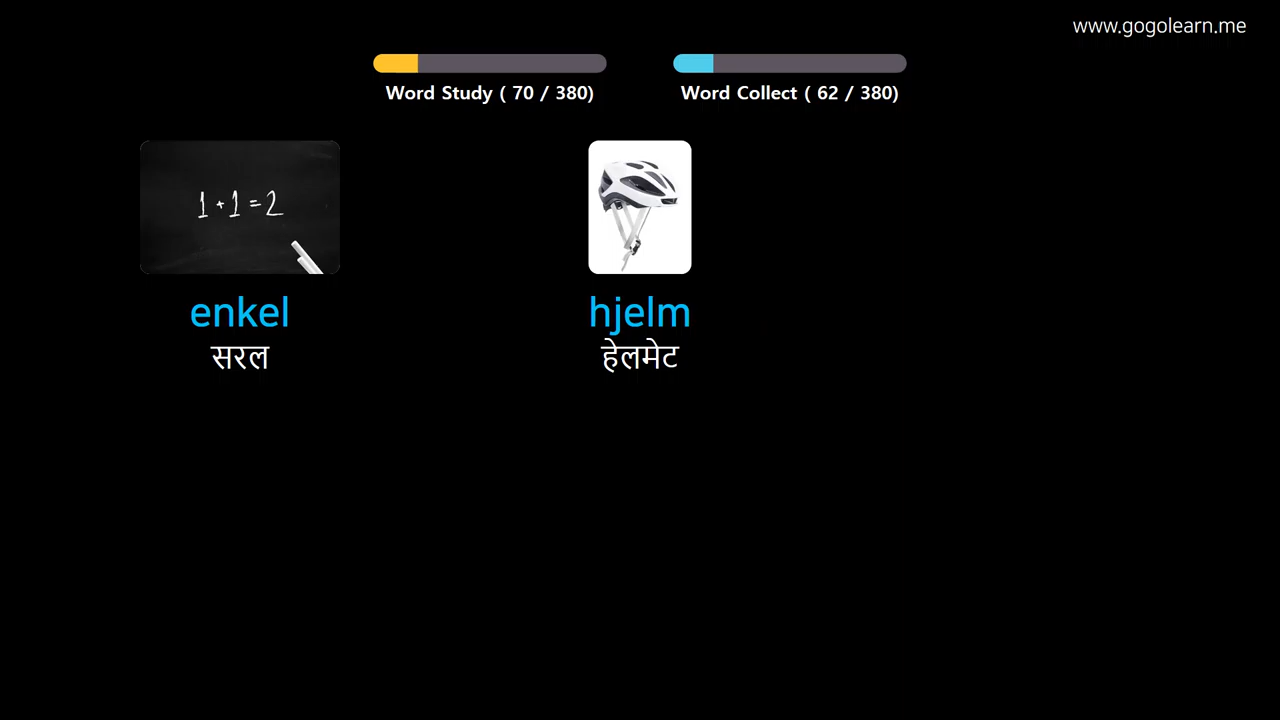 www.gogolearn.me
Word Study ( 70 / 380)
Word Collect ( 62 / 380)
1 + 1 = 2
enkel
सरल
hjelm
हेलमेट